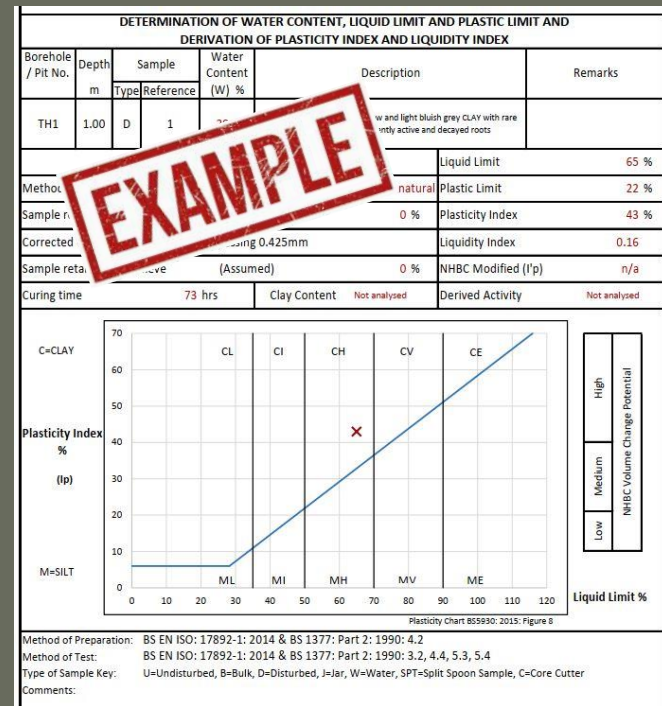 DETERMINATION OF WATER CONTENT, LIQUID LIMIT AND PLASTIC LIMIT AND
DERIVATION OF PLASTICITY INDEX AND LIQUIDITY INDEX
Borehole / Pit No. Depth m Sample Type Reference Water Content (W) % Description Remarks
TH1 1.00 D 1 and light bluish grey CLAY with rare
active and decayed roots
EXAMPLE
Liquid Limit 65 %
natural Plastic Limit 22 %
Sample 0 % Plasticity Index 43 %
Corrected 0.425mm Liquidity Index 0.16
Sample (Assumed) 0 % NHBC Modified (I'p) n/a
Curing time 73 hrs Clay Content Not analysed Derived Activity Not analysed
C=CLAY
Plasticity Index
%
(Ip)
M=SILT
70
60
50
40
30
20
10
0
CL CI CH CV CE
ML MI MH MV ME
0 10 20 30 40 50 60 70 80 90 100 110 120
Liquid Limit %
High
Medium
Low
NHBC Volume Change Potential
Plasticity Chart BS5930: 2015: Figure 8
Method of Preparation: BS EN ISO: 17892-1: 2014 & BS 1377: Part 2: 1990: 4.2
Method of Test: BS EN ISO: 17892-1: 2014 & BS 1377: Part 2: 1990: 3.2, 4.4, 5.3, 5.4
Type of Sample Key: U=Undisturbed, B=Bulk, D=Disturbed, J=Jar, W=Water, SPT=Split Spoon Sample, C=Core Cutter
Comments: